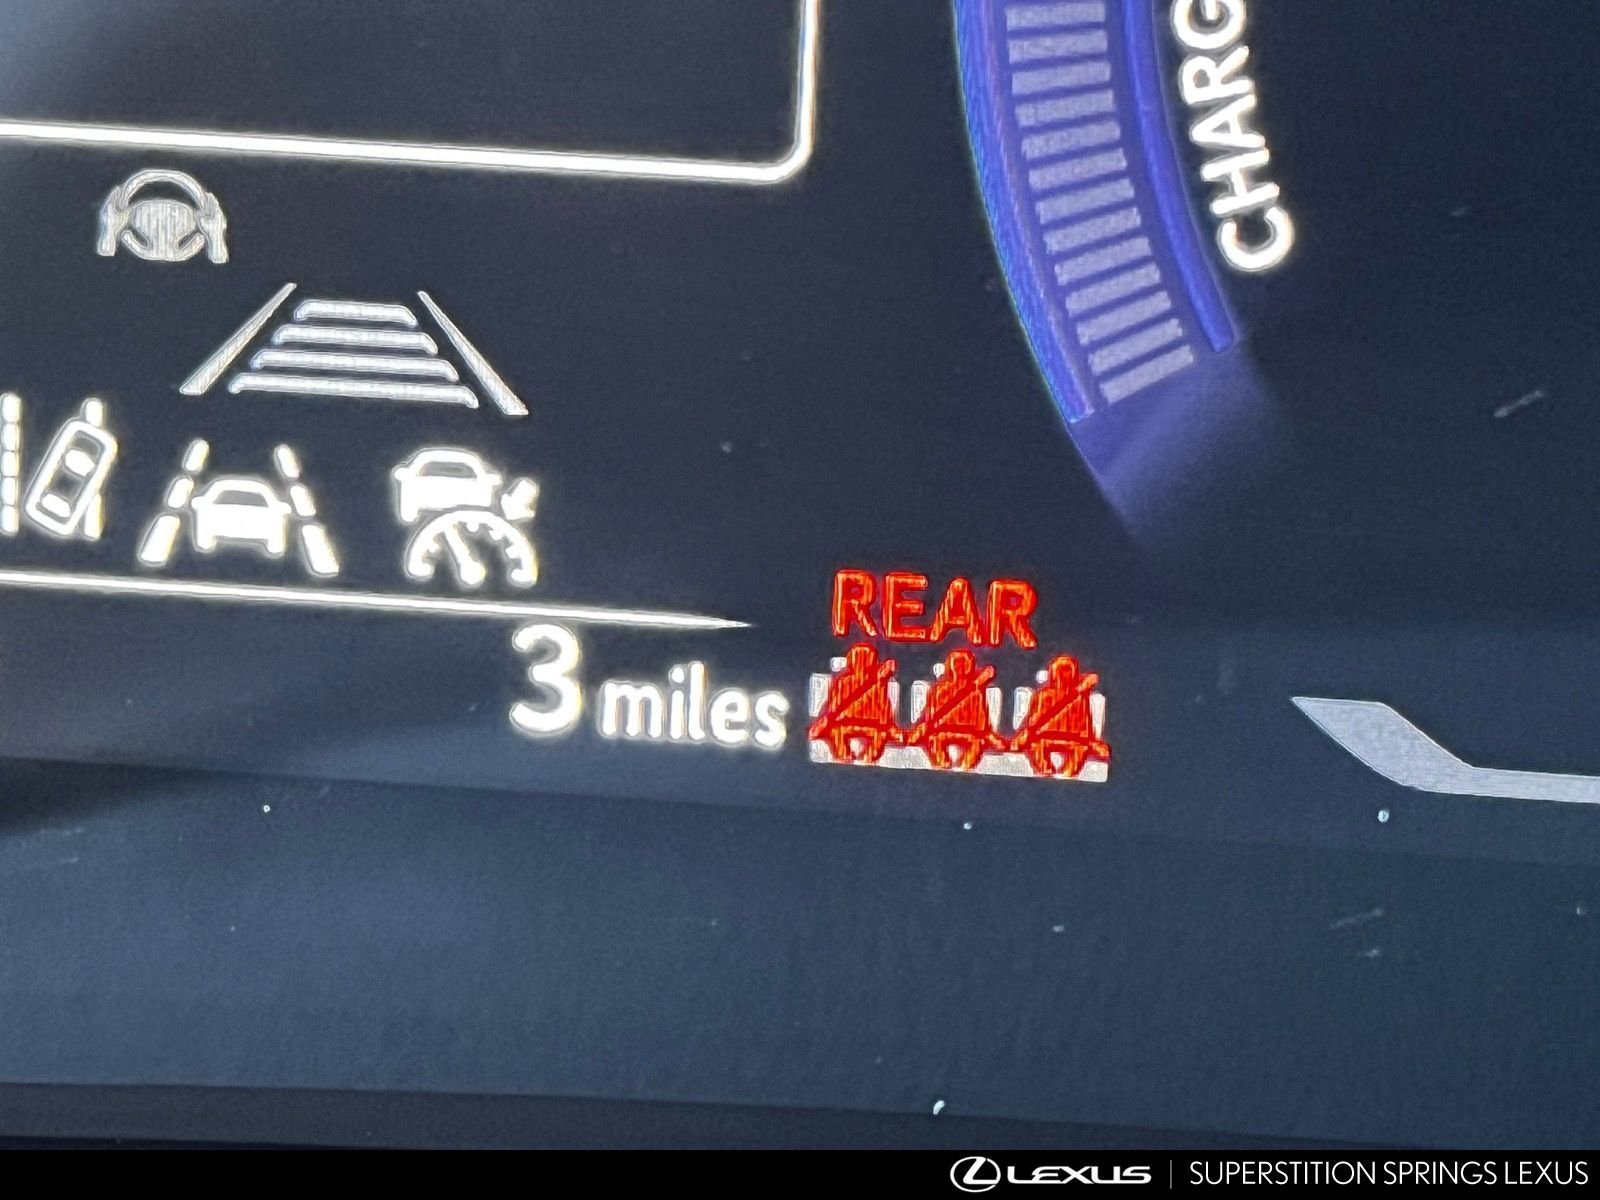 CHARG
REAR
3 miles
LEXUS | SUPERSTITION SPRINGS LEXUS